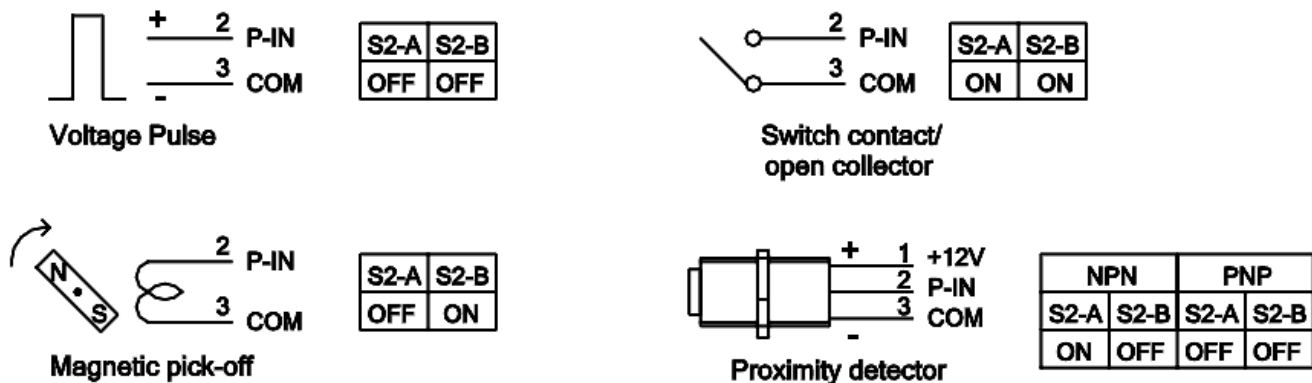 + 2 P-IN
- 3 COM
S2-A S2-B
OFF OFF
Voltage Pulse
2 P-IN
3 COM
S2-A S2-B
ON ON
Switch contact/
open collector
N S
2 P-IN
3 COM
S2-A S2-B
OFF ON
Magnetic pick-off
+ 1 +12V
2 P-IN
- 3 COM
NPN PNP
S2-A S2-B S2-A S2-B
ON OFF OFF OFF
Proximity detector